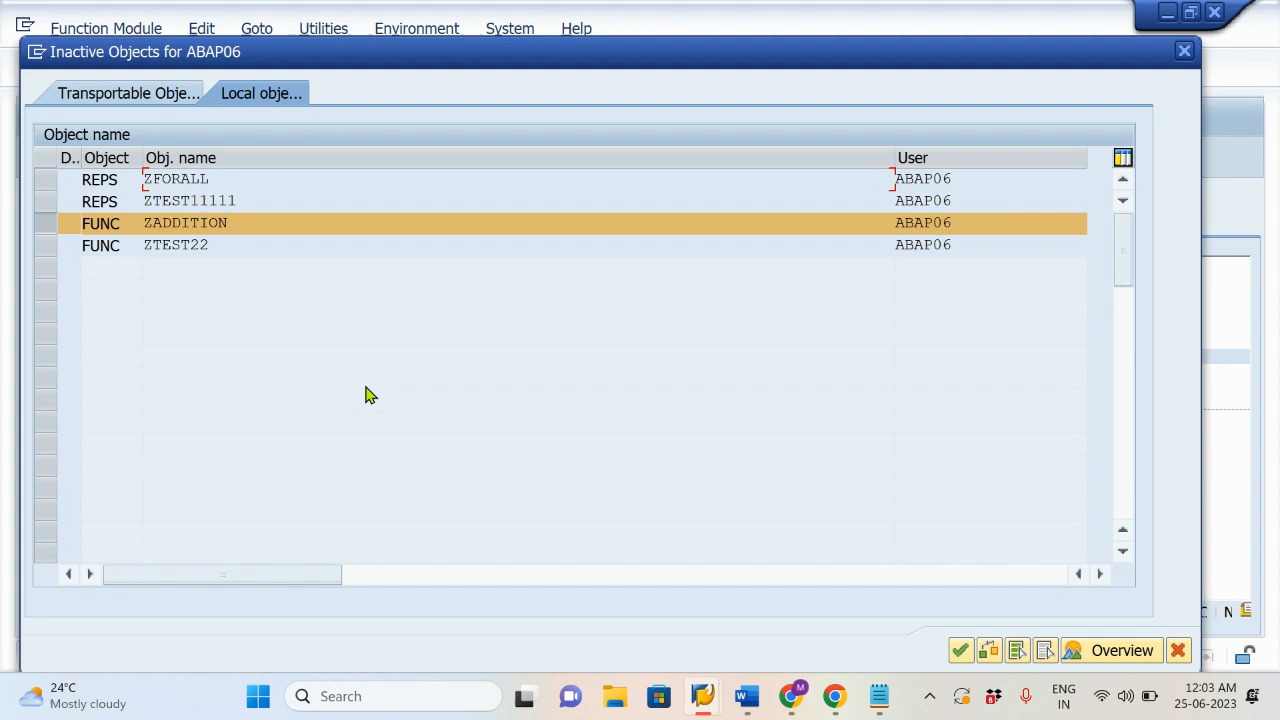 Function Module Edit Goto Utilities Environment System Help
Inactive Objects for ABAP06
Transportable Obje... Local obje...
Object name
D.. Object Obj. name User
REPS ZFORALL ABAP06
REPS ZTEST11111 ABAP06
FUNC ZADDITION ABAP06
FUNC ZTEST22 ABAP06
N
Overview
24°C
Mostly cloudy
Search
M
ENG
IN
12:03 AM
25-06-2023